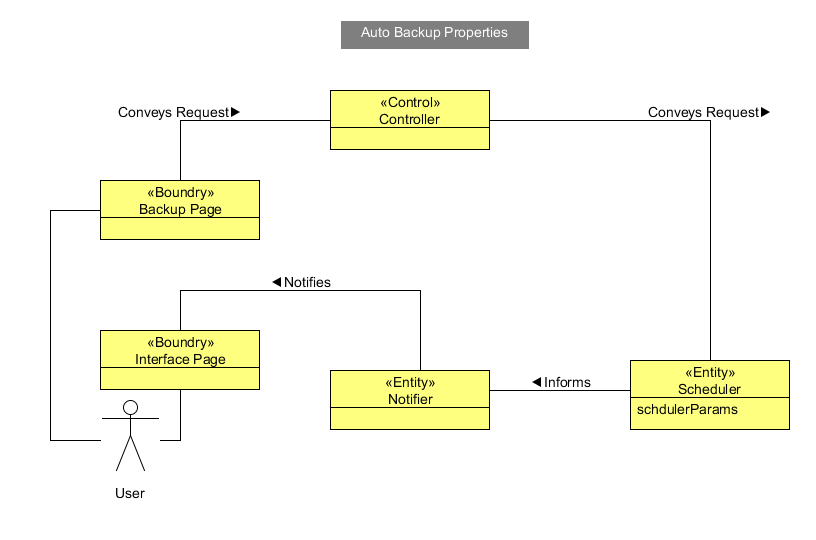 Auto Backup Properties
«Control»
Controller
Conveys Request▶
Conveys Request▶
«Boundry»
Backup Page
◀Notifies
«Boundry»
Interface Page
«Entity»
Notifier
◀Informs
«Entity»
Scheduler
schdulerParams
User